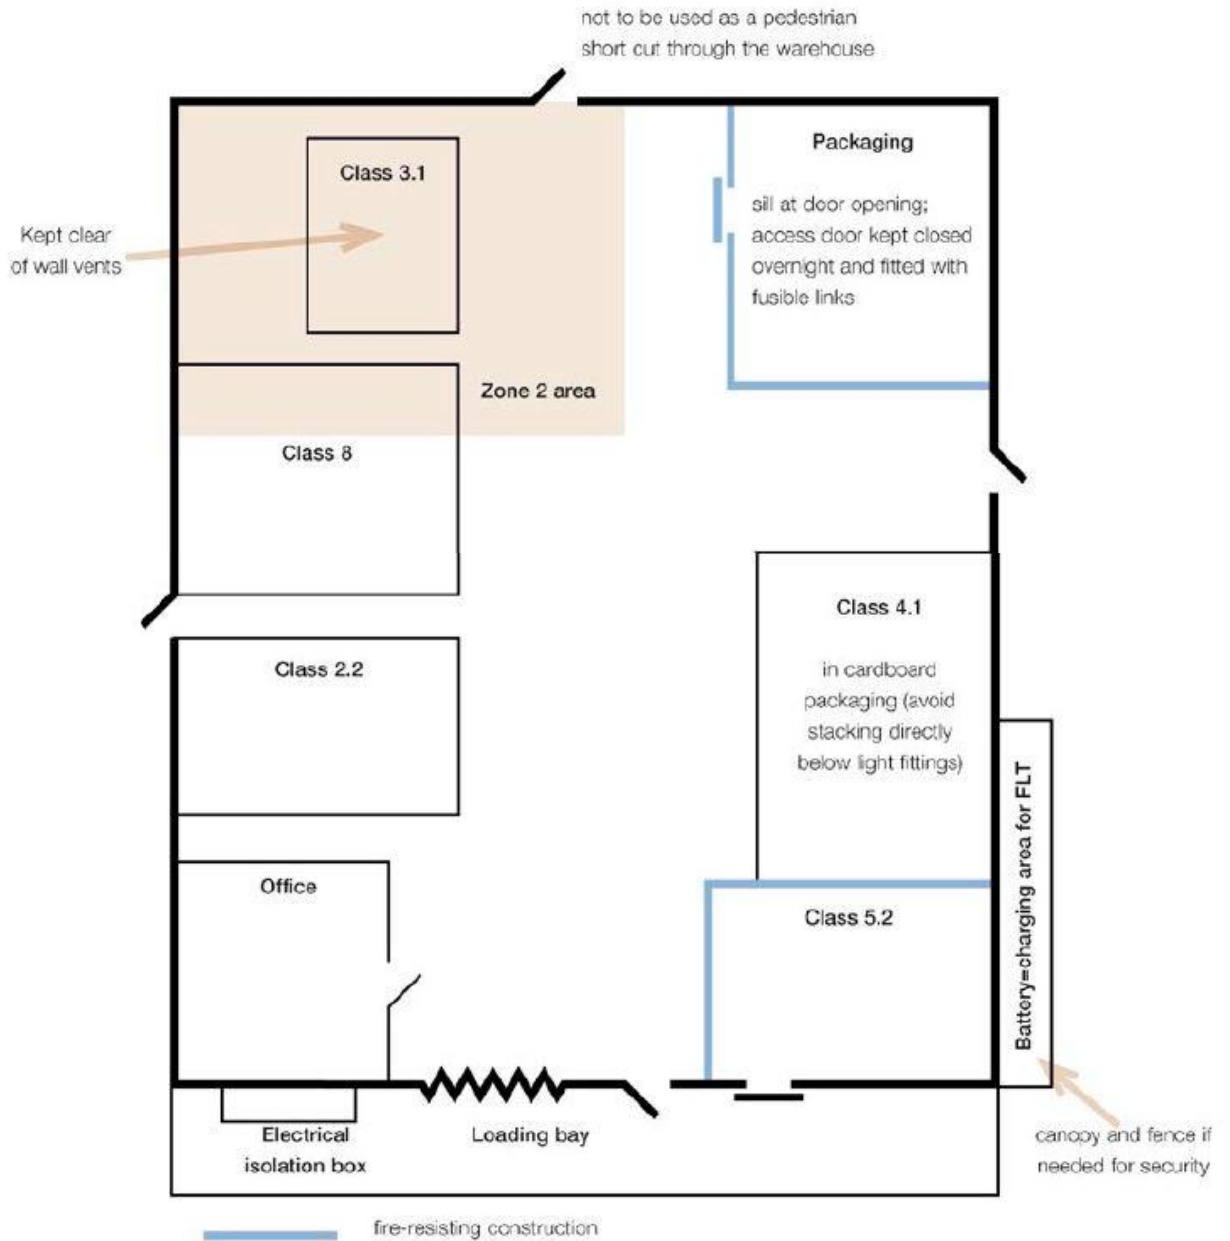 not to be used as a pedestrian
short cut through the warehouse
Class 3.1
Packaging
sill at door opening;
access door kept closed
overnight and fitted with
fusible links
Kept clear
of wall vents
Zone 2 area
Class 8
Class 4.1
in cardboard
packaging (avoid
stacking directly
below light fittings)
Class 2.2
Battery=charging area for FLT
Office
Class 5.2
Electrical
isolation box
Loading bay
canopy and fence if
needed for security
fire-resisting construction